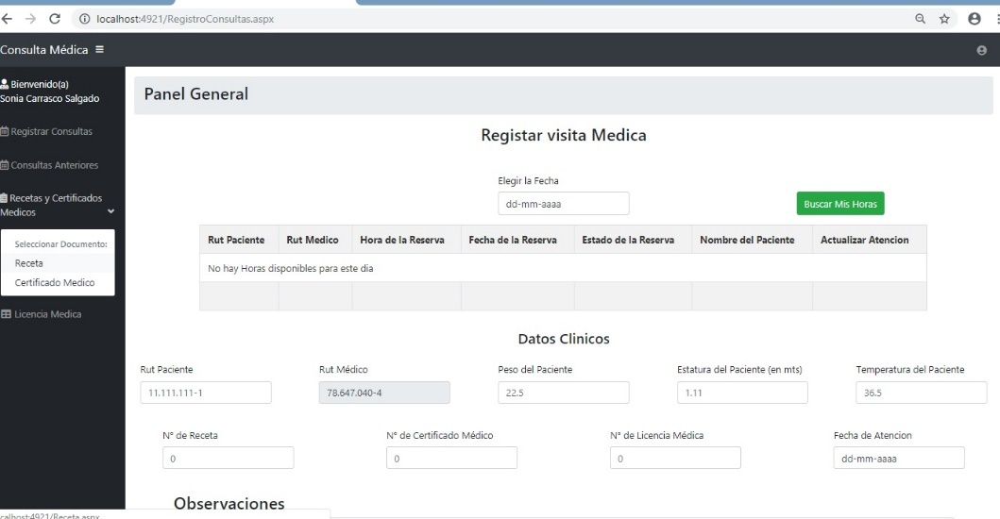 localhost:4921/RegistroConsultas.aspx
Consulta Médica
Bienvenido(a)
Sonia Carrasco Salgado
Registrar Consultas
Consultas Anteriores
Recetas y Certificados
Medicos
Seleccionar Documento:
Receta
Certificado Medico
Licencia Medica
Panel General
Registar visita Medica
Elegir la Fecha
dd-mm-aaaa
Buscar Mis Horas
Rut Paciente Rut Medico Hora de la Reserva Fecha de la Reserva Estado de la Reserva Nombre del Paciente Actualizar Atencion
No hay Horas disponibles para este dia
Datos Clinicos
Rut Paciente Rut Médico Peso del Paciente Estatura del Paciente (en mts) Temperatura del Paciente
11.111.111-1 78.647.040-4 22.5 1.11 36.5
N° de Receta N° de Certificado Médico N° de Licencia Médica Fecha de Atencion
0 0 0 dd-mm-aaaa
Observaciones
calhost:4921/Receta.aspx